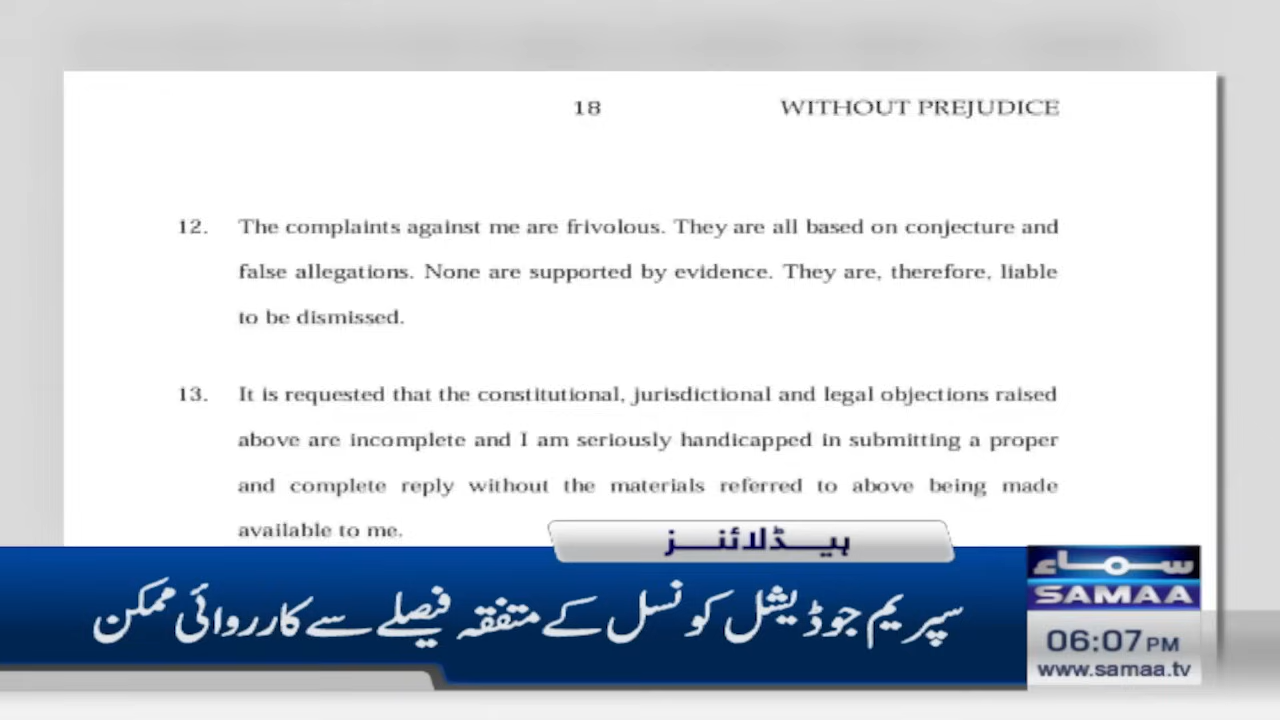 18 WITHOUT PREJUDICE
12. The complaints against me are frivolous. They are all based on conjecture and
false allegations. None are supported by evidence. They are, therefore, liable
to be dismissed.
13. It is requested that the constitutional, jurisdictional and legal objections raised
above are incomplete and I am seriously handicapped in submitting a proper
and complete reply without the materials referred to above being made
available to me.
ہیڈلائنز
سپریم جوڈیشل کونسل کے متفقہ فیصلے سے کارروائی ممکن
سماء
SAMAA
06:07 PM
www.samaa.tv